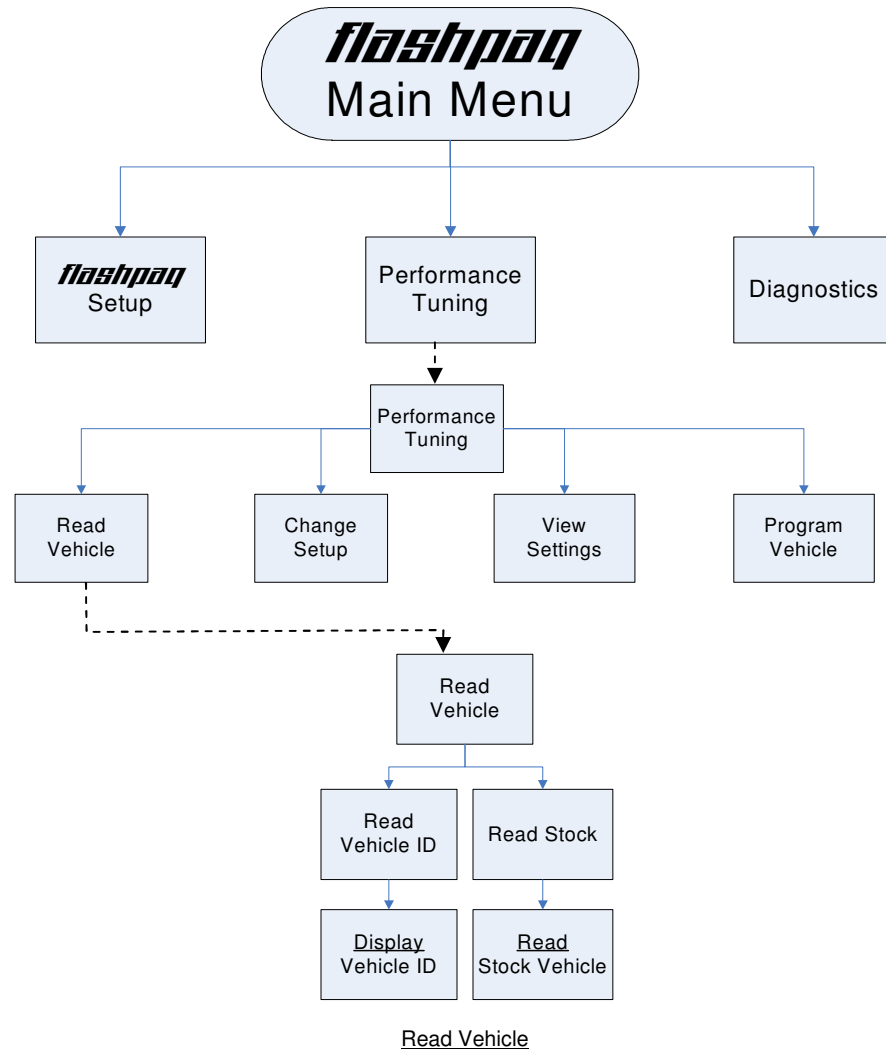 flashpaq
Main Menu
flashpaq
Setup
Performance
Tuning
Diagnostics
Performance
Tuning
Read
Vehicle
Change
Setup
View
Settings
Program
Vehicle
Read
Vehicle
Read
Vehicle ID
Read Stock
Display
Vehicle ID
Read
Stock Vehicle
Read Vehicle